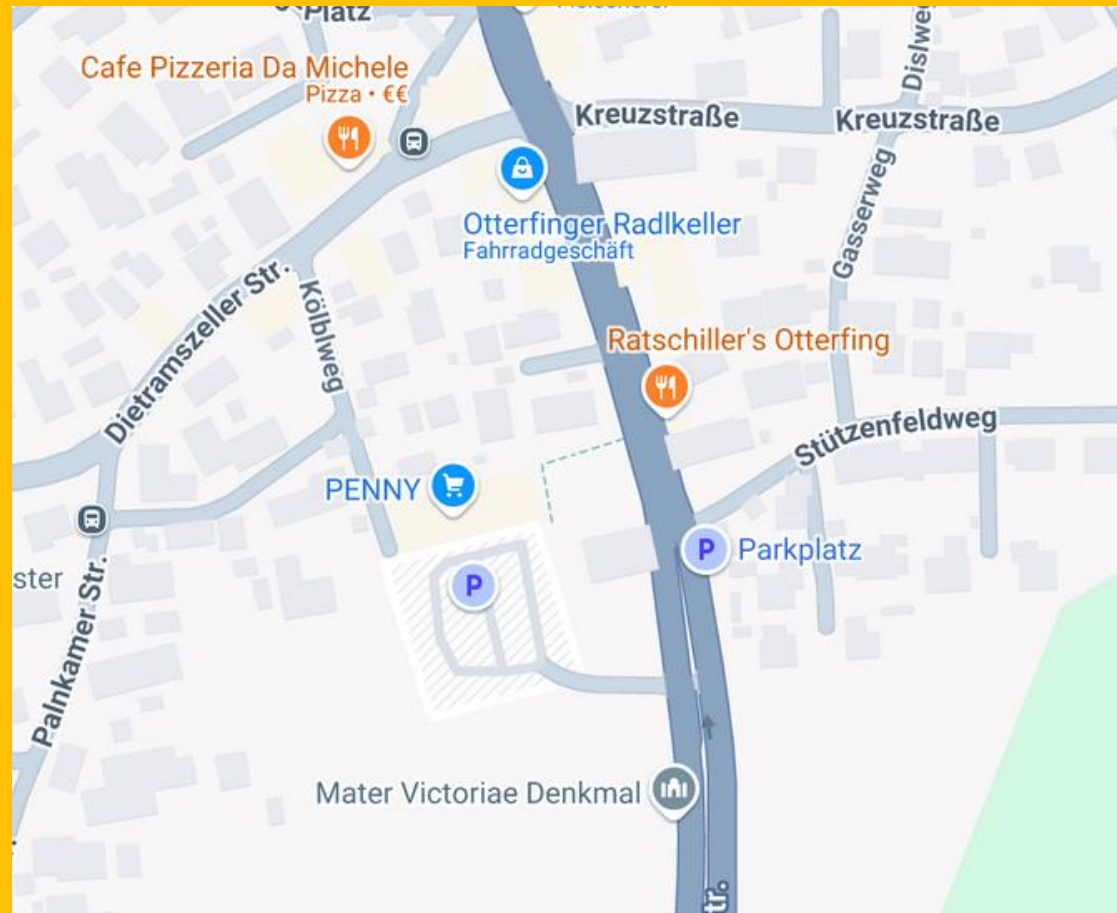 Platz
Cafe Pizzeria Da Michele
Pizza • €€
Dislweg
Kreuzstraße
Kreuzstraße
Otterfinger Radlkeller
Fahrradgeschäft
Gasserweg
Dietramszeller Str.
Kölblweg
Ratschiller's Otterfing
Stützenfeldweg
PENNY
P
Parkplatz
P
ster
Palnkamer Str.
Mater Victoriae Denkmal
tr.